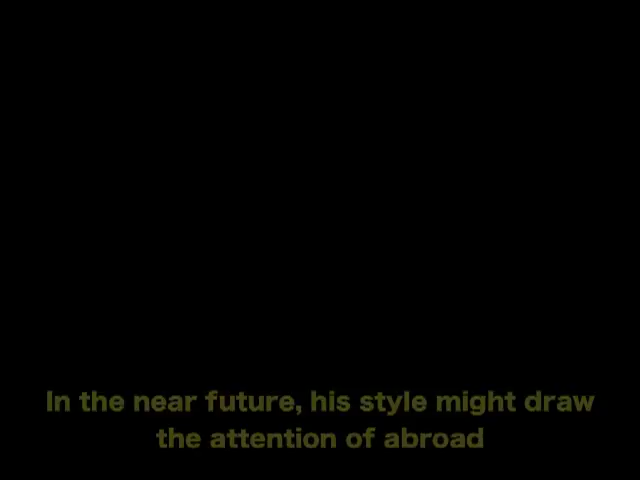 In the near future, his style might draw
the attention of abroad